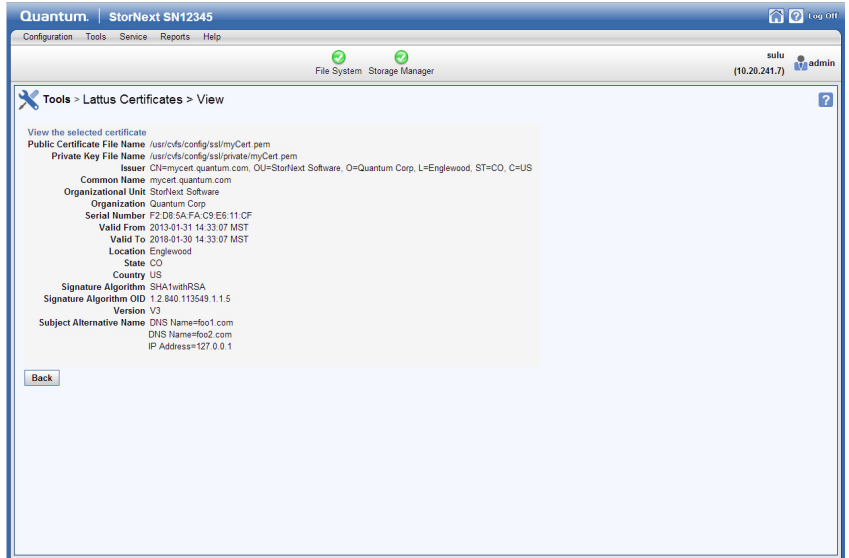 Quantum. | StorNext SN12345
Log Off
Configuration Tools Service Reports Help
File System Storage Manager
sulu
(10.20.241.7)
admin
Tools > Lattus Certificates > View
?
View the selected certificate
Public Certificate File Name /usr/cvfs/config/ssl/myCert.pem
Private Key File Name /usr/cvfs/config/ssl/private/myCert.pem
Issuer CN=mycert.quantum.com, OU=StorNext Software, O=Quantum Corp, L=Englewood, ST=CO, C=US
Common Name mycert.quantum.com
Organizational Unit StorNext Software
Organization Quantum Corp
Serial Number F2:D8:5A:FA:C9:E6:11:CF
Valid From 2013-01-31 14:33:07 MST
Valid To 2018-01-30 14:33:07 MST
Location Englewood
State CO
Country US
Signature Algorithm SHA1withRSA
Signature Algorithm OID 1.2.840.113549.1.1.5
Version V3
Subject Alternative Name DNS Name=foo1.com
DNS Name=foo2.com
IP Address=127.0.0.1
Back